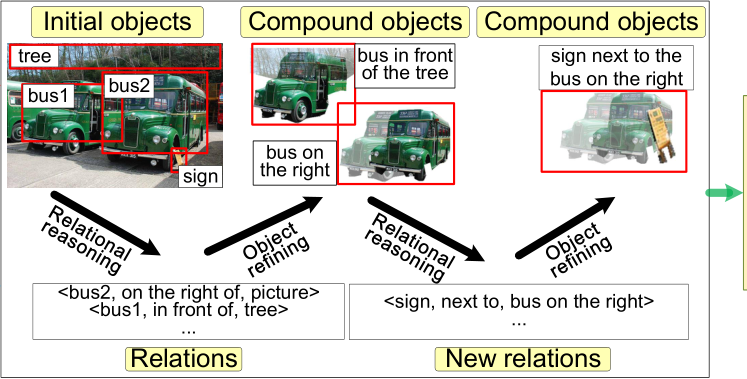 Initial objects
Compound objects
Compound objects
tree
bus1
bus2
sign
bus in front
of the tree
bus on
the right
sign next to the
bus on the right
Relational
reasoning
Object
refining
Relational
reasoning
Object
refining
<bus2, on the right of, picture>
<bus1, in front of, tree>
...
<sign, next to, bus on the right>
...
Relations
New relations